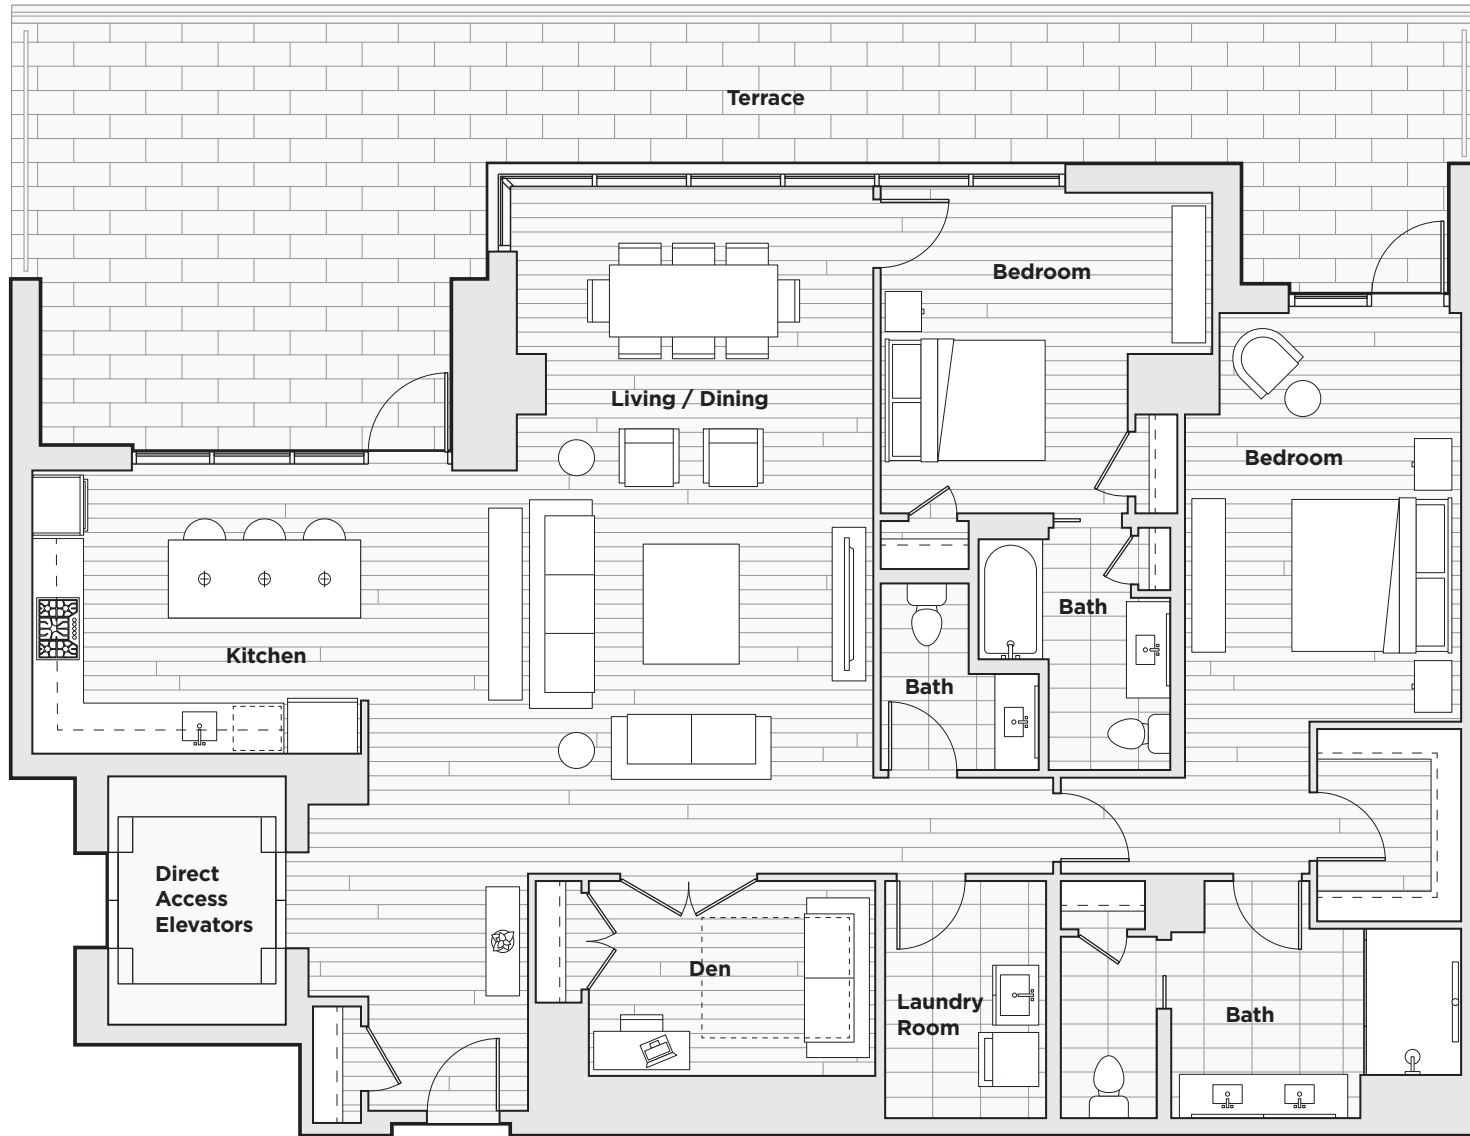 Terrace
Bedroom
Living / Dining
Bedroom
Bath
Kitchen
Bath
Direct
Access
Elevators
Den
Laundry
Room
Bath